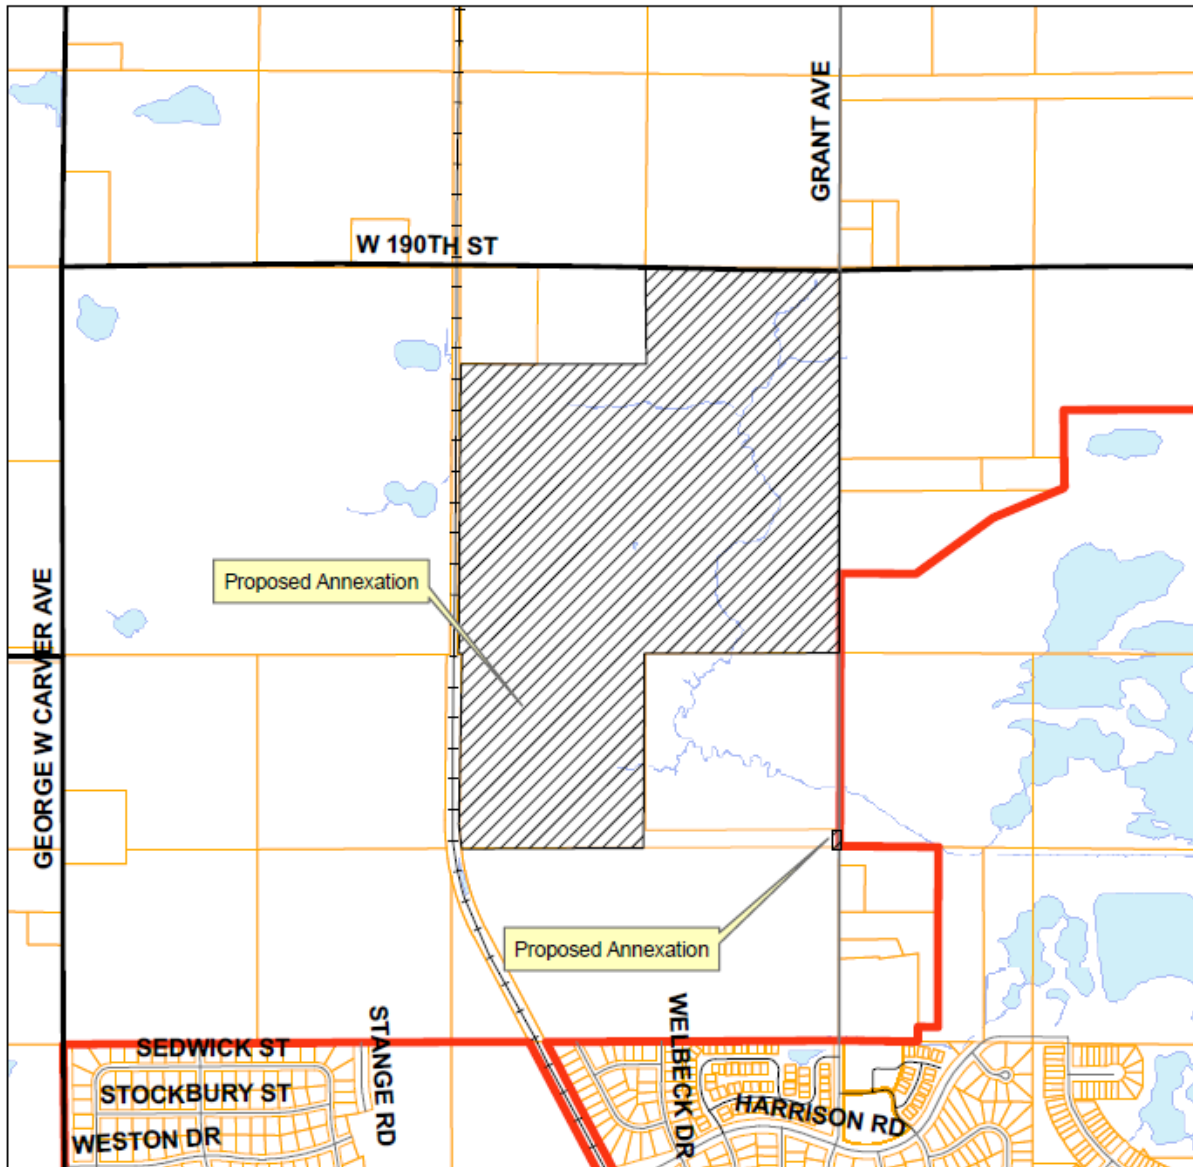 GRANT AVE
W 190TH ST
Proposed Annexation
GEORGE W CARVER AVE
Proposed Annexation
SEDWICK ST
STANGE RD
WELBECK DR
STOCKBURY ST
HARRISON RD
WESTON DR